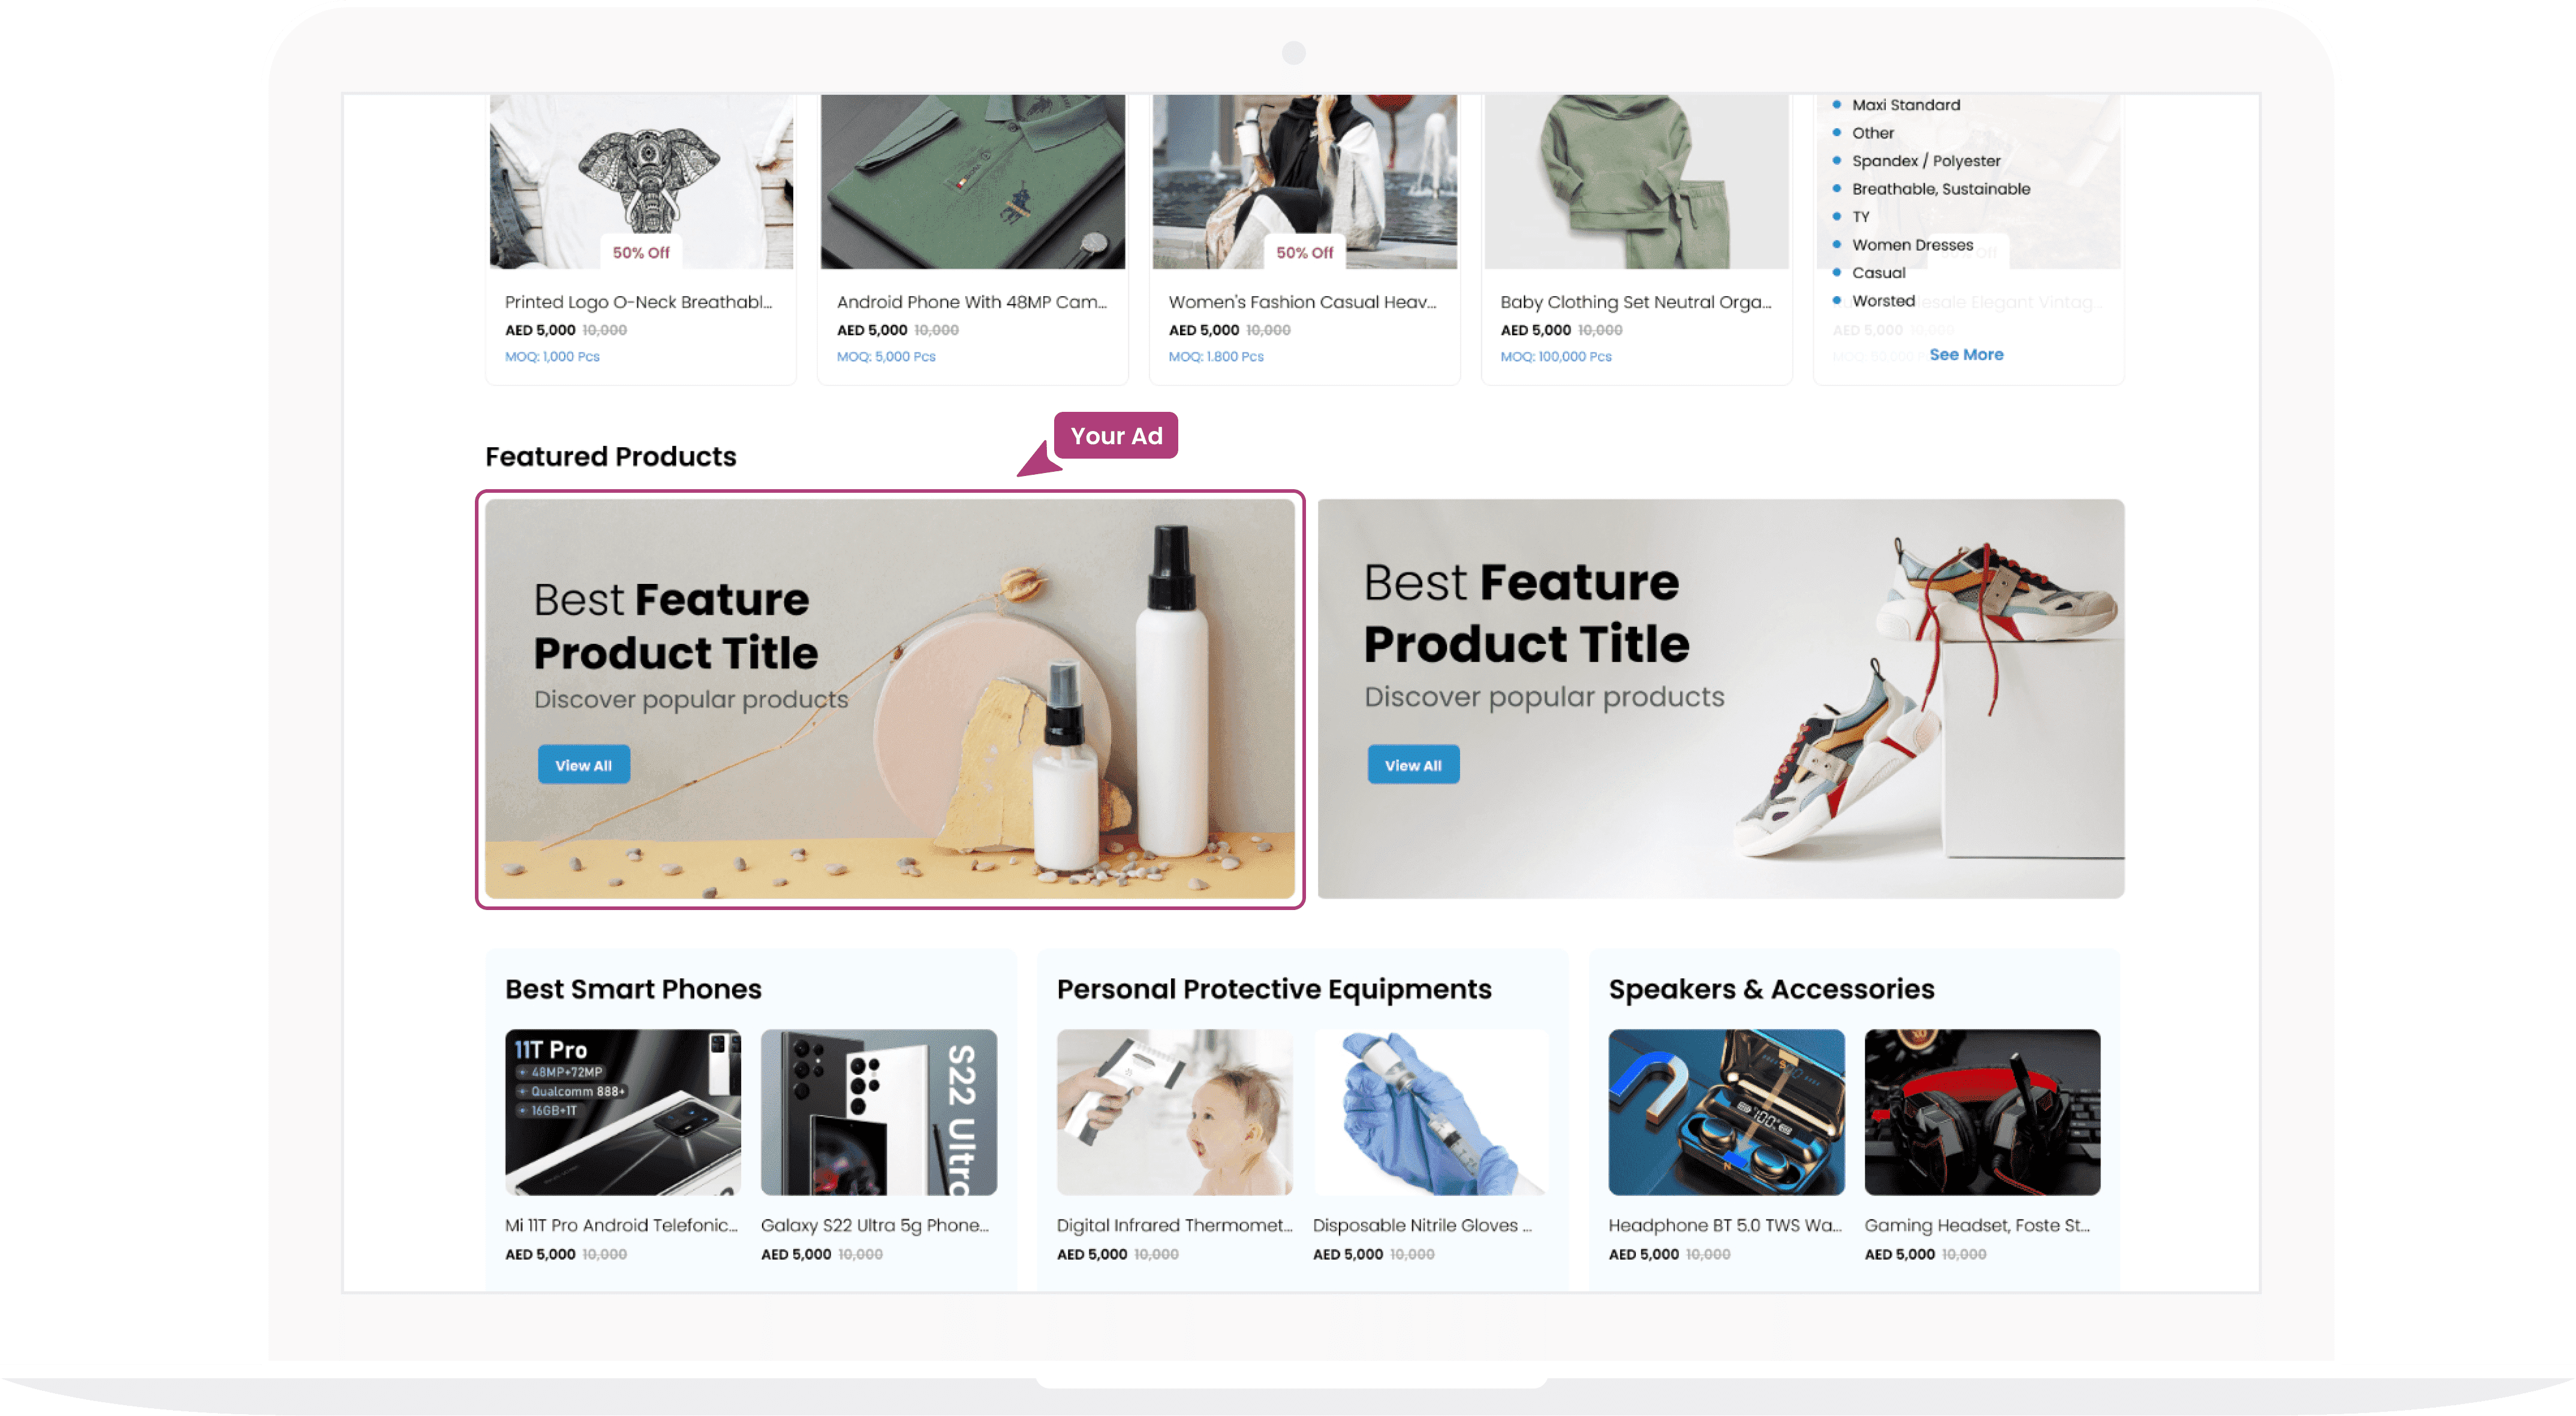 Maxi Standard
Other
Spandex / Polyester
Breathable, Sustainable
TY
Women Dresses
Casual
Worsted
See More
50% Off
Printed Logo O-Neck Breathabl...
AED 5,000 10,000
MOQ: 1,000 Pcs
Android Phone With 48MP Cam...
AED 5,000 10,000
MOQ: 5,000 Pcs
50% Off
Women's Fashion Casual Heav...
AED 5,000 10,000
MOQ: 1.800 Pcs
Baby Clothing Set Neutral Orga...
AED 5,000 10,000
MOQ: 100,000 Pcs
Elegant Vintag...
AED 5,000 10,000
Your Ad
Featured Products
Best Feature
Product Title
Discover popular products
View All
Best Feature
Product Title
Discover popular products
View All
Best Smart Phones
11T Pro
48MP+72MP
Qualcomm 888+
16GB+1T
S22 Ultra
Mi 11T Pro Android Telefonic...
AED 5,000 10,000
Galaxy S22 Ultra 5g Phone...
AED 5,000 10,000
Personal Protective Equipments
Digital Infrared Thermomet...
AED 5,000 10,000
Disposable Nitrile Gloves ...
AED 5,000 10,000
Speakers & Accessories
Headphone BT 5.0 TWS Wa...
AED 5,000 10,000
Gaming Headset, Foste St...
AED 5,000 10,000